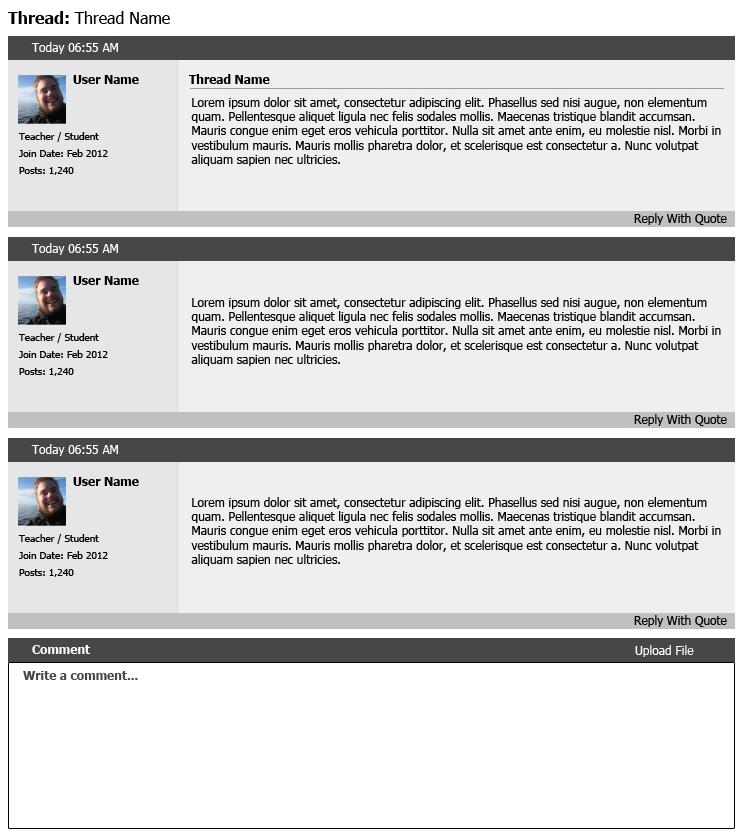 Thread: Thread Name
Today 06:55 AM
User Name
Teacher / Student
Join Date: Feb 2012
Posts: 1,240
Thread Name
Lorem ipsum dolor sit amet, consectetur adipiscing elit. Phasellus sed nisi augue, non elementum
quam. Pellentesque aliquet ligula nec felis sodales mollis. Maecenas tristique blandit accumsan.
Mauris congue enim eget eros vehicula porttitor. Nulla sit amet ante enim, eu molestie nisl. Morbi in
vestibulum mauris. Mauris mollis pharetra dolor, et scelerisque est consectetur a. Nunc volutpat
aliquam sapien nec ultricies.
Reply With Quote
Today 06:55 AM
User Name
Teacher / Student
Join Date: Feb 2012
Posts: 1,240
Lorem ipsum dolor sit amet, consectetur adipiscing elit. Phasellus sed nisi augue, non elementum
quam. Pellentesque aliquet ligula nec felis sodales mollis. Maecenas tristique blandit accumsan.
Mauris congue enim eget eros vehicula porttitor. Nulla sit amet ante enim, eu molestie nisl. Morbi in
vestibulum mauris. Mauris mollis pharetra dolor, et scelerisque est consectetur a. Nunc volutpat
aliquam sapien nec ultricies.
Reply With Quote
Today 06:55 AM
User Name
Teacher / Student
Join Date: Feb 2012
Posts: 1,240
Lorem ipsum dolor sit amet, consectetur adipiscing elit. Phasellus sed nisi augue, non elementum
quam. Pellentesque aliquet ligula nec felis sodales mollis. Maecenas tristique blandit accumsan.
Mauris congue enim eget eros vehicula porttitor. Nulla sit amet ante enim, eu molestie nisl. Morbi in
vestibulum mauris. Mauris mollis pharetra dolor, et scelerisque est consectetur a. Nunc volutpat
aliquam sapien nec ultricies.
Reply With Quote
Comment
Upload File
Write a comment...